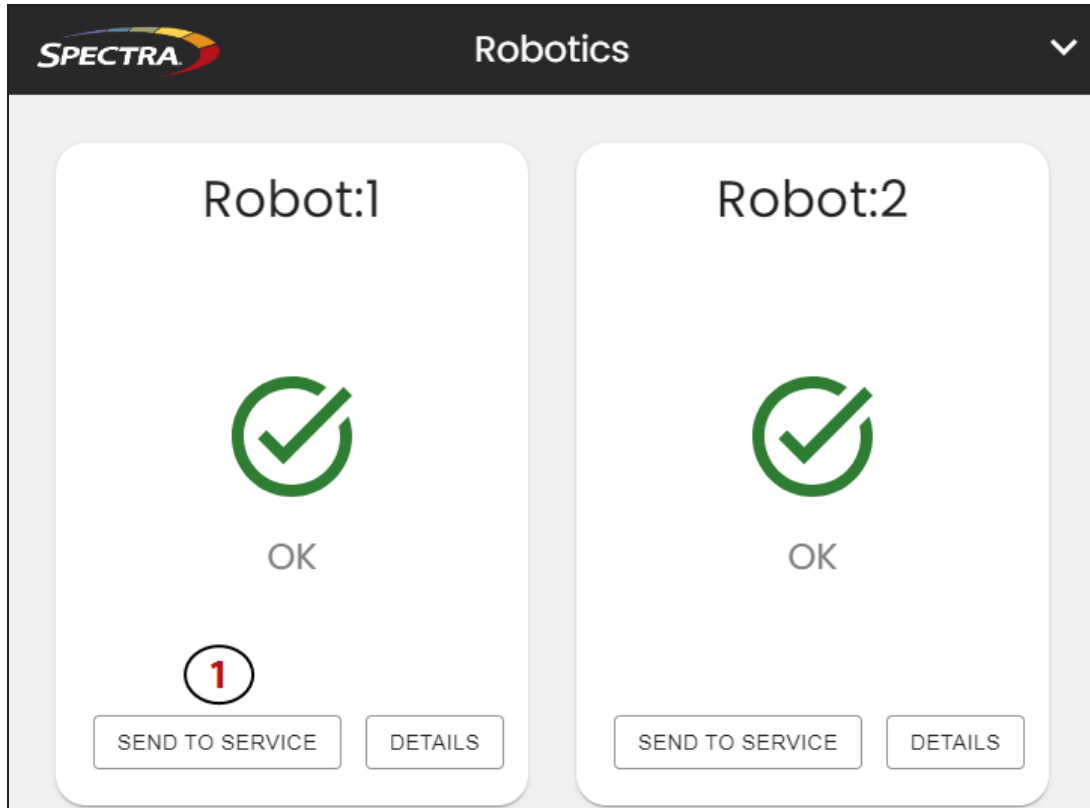 SPECTRA
Robotics
Robot:1
OK
1
SEND TO SERVICE
DETAILS
Robot:2
OK
SEND TO SERVICE
DETAILS